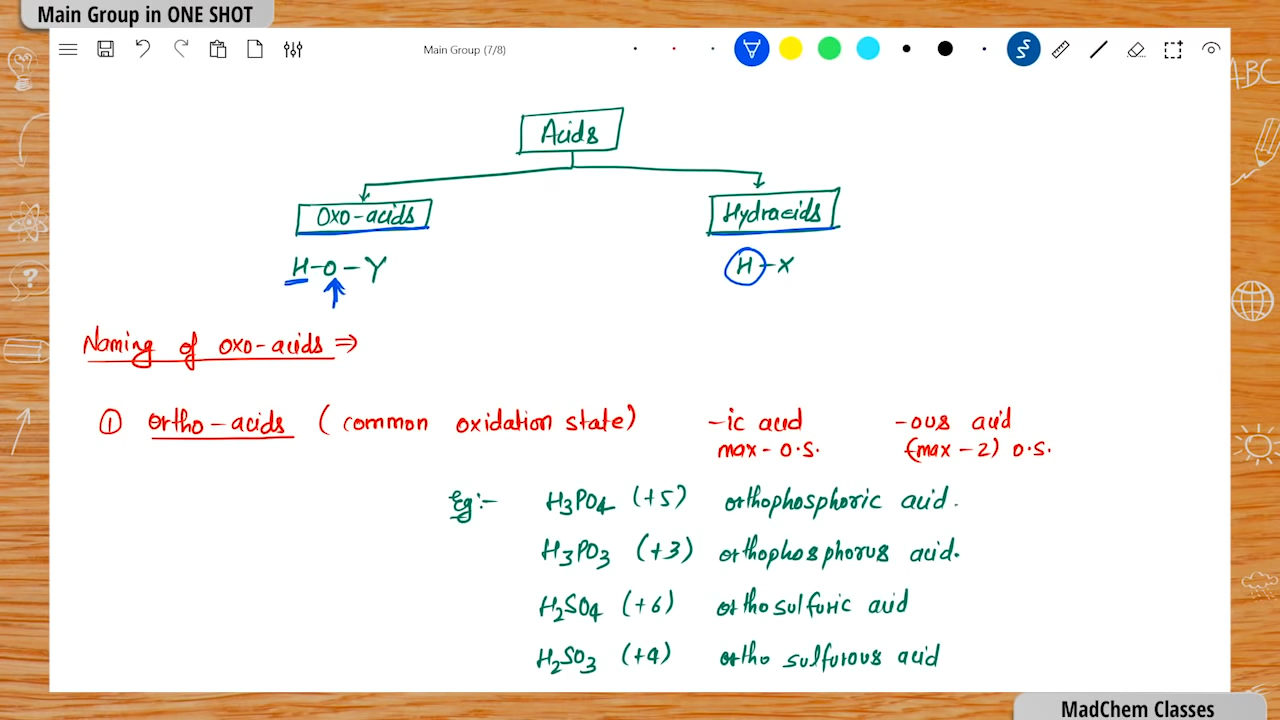 Main Group in ONE SHOT
Main Group (7/8)
ABC
Acids
Oxo-acids
Hydracids
H-O-Y
H-X
Naming of oxo-acids ⇒
① Ortho-acids (common oxidation state) -ic acid -ous acid
max - O.S. (max - 2) O.S.
Eg:- H3PO4 (+5) orthophosphoric acid.
H3PO3 (+3) orthophosphorus acid.
H2SO4 (+6) orthosulfuric acid
H2SO3 (+4) ortho sulfurous acid
MadChem Classes